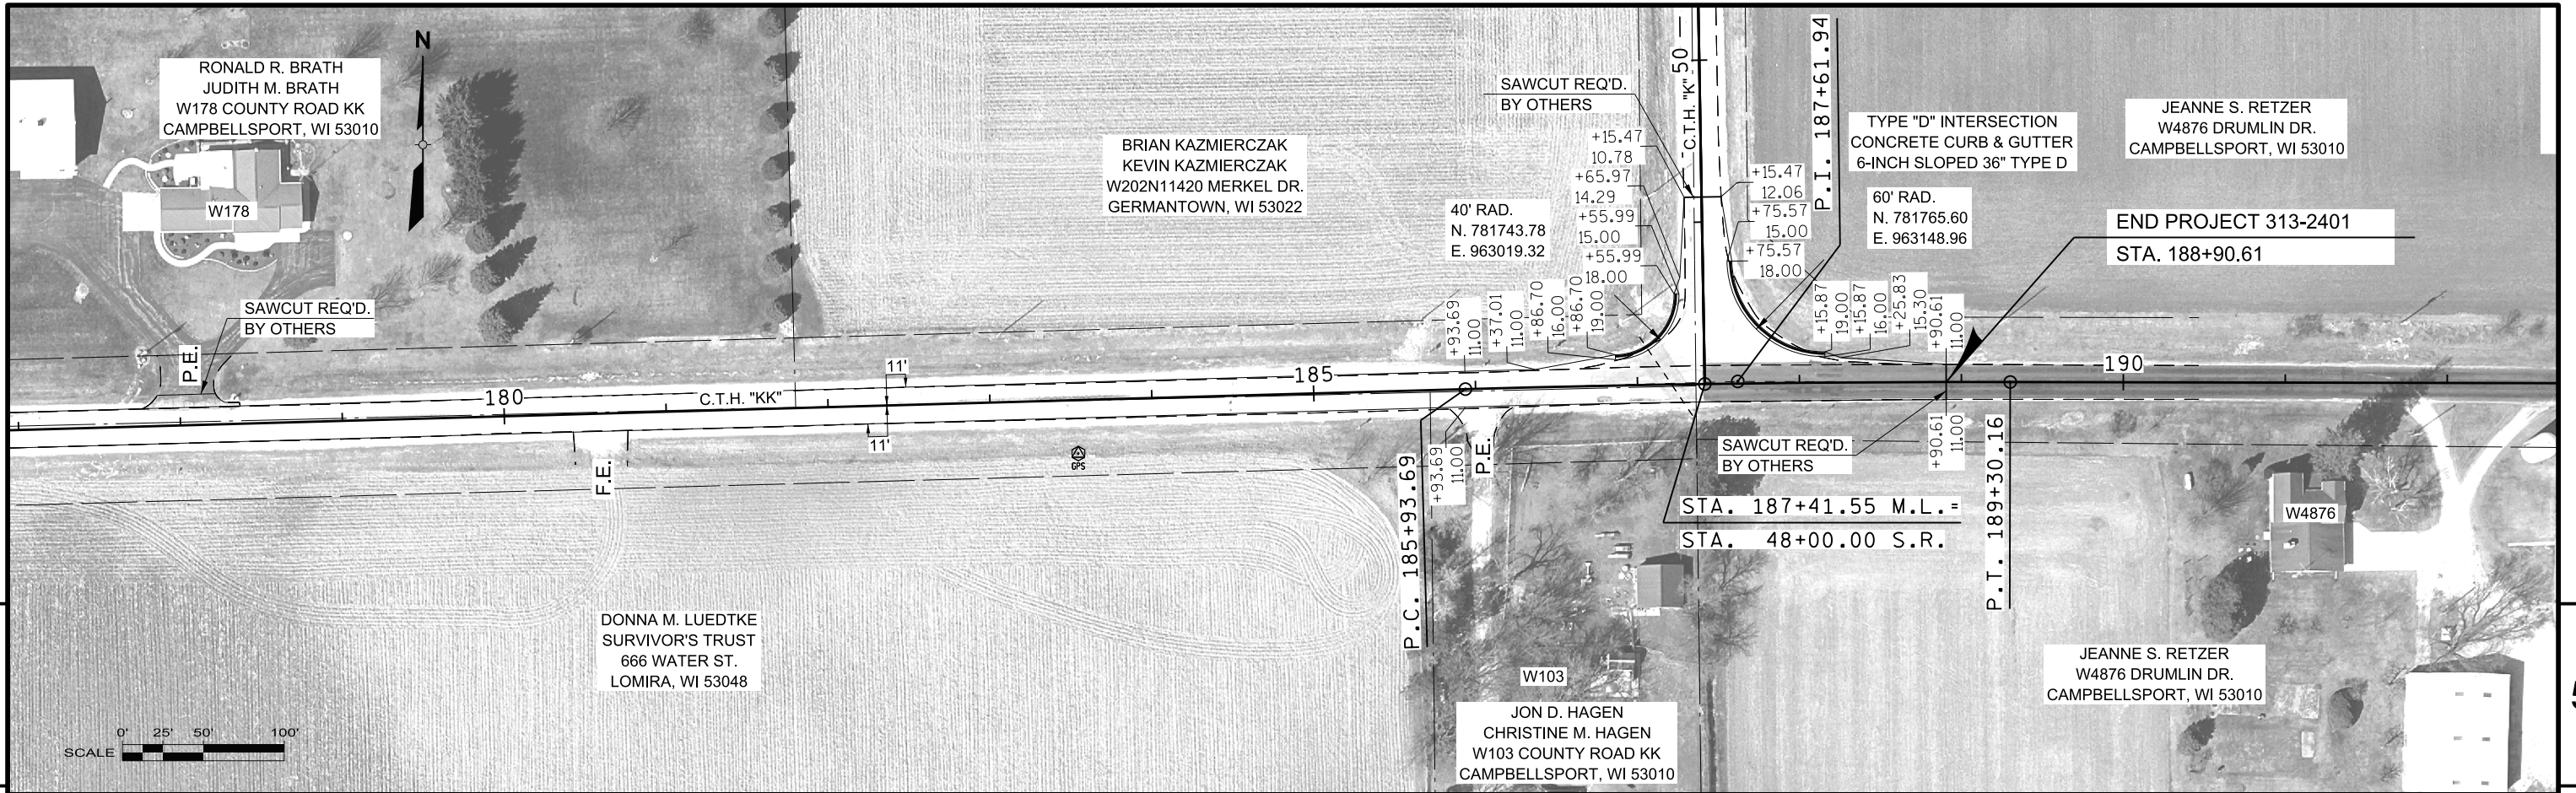 RONALD R. BRATH
JUDITH M. BRATH
W178 COUNTY ROAD KK
CAMPBELLSPORT, WI 53010
W178
N
SAWCUT REQ'D.
BY OTHERS
P.E.
180
F.E.
C.T.H. "KK"
11'
11'
GPS
DONNA M. LUEDTKE
SURVIVOR'S TRUST
666 WATER ST.
LOMIRA, WI 53048
SCALE
0' 25' 50' 100'
BRIAN KAZMIERCZAK
KEVIN KAZMIERCZAK
W202N11420 MERKEL DR.
GERMANTOWN, WI 53022
185
SAWCUT REQ'D.
BY OTHERS
40' RAD.
N. 781743.78
E. 963019.32
+15.47
10.78
+65.97
14.29
+55.99
15.00
+55.99
18.00
+93.69
11.00
+37.01
11.00
+86.70
16.00
+86.70
19.00
50
C.T.H. "K"
+15.47
12.06
+75.57
15.00
+75.57
18.00
P.I. 187+61.94
TYPE "D" INTERSECTION
CONCRETE CURB & GUTTER
6-INCH SLOPED 36" TYPE D
60' RAD.
N. 781765.60
E. 963148.96
+15.87
19.00
+15.87
16.00
+25.83
15.30
+90.61
11.00
JEANNE S. RETZER
W4876 DRUMLIN DR.
CAMPBELLSPORT, WI 53010
END PROJECT 313-2401
STA. 188+90.61
190
P.C. 185+93.69
+93.69
11.00
P.E.
SAWCUT REQ'D.
BY OTHERS
+90.61
11.00
P.T. 189+30.16
STA. 187+41.55 M.L.=
STA. 48+00.00 S.R.
W103
JON D. HAGEN
CHRISTINE M. HAGEN
W103 COUNTY ROAD KK
CAMPBELLSPORT, WI 53010
W4876
JEANNE S. RETZER
W4876 DRUMLIN DR.
CAMPBELLSPORT, WI 53010